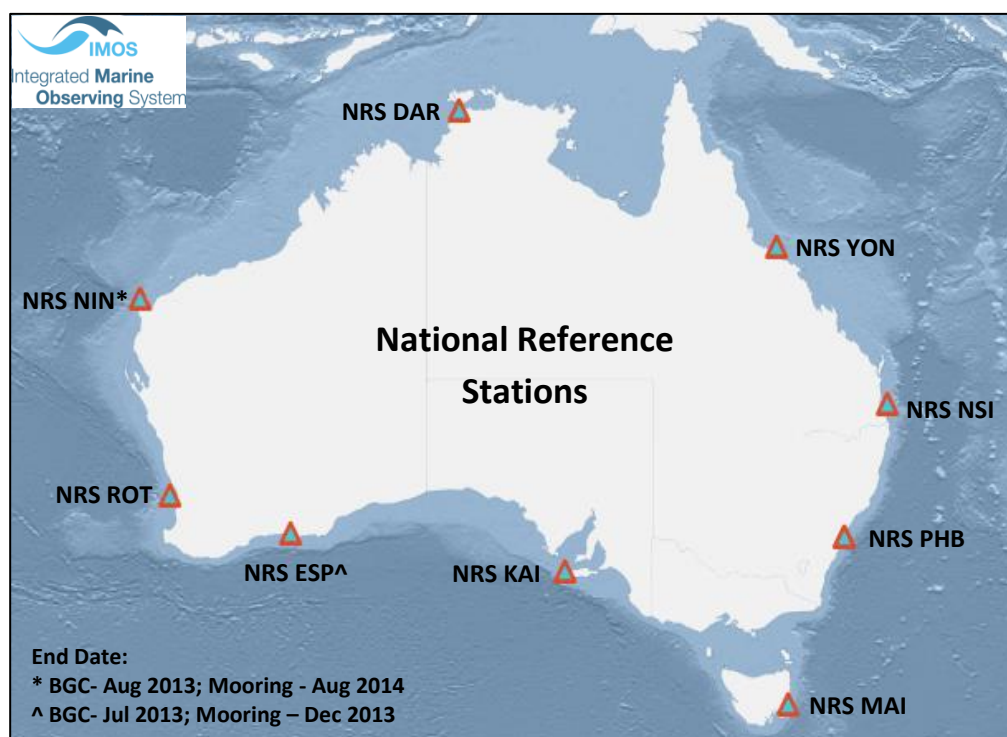 IMOS
Integrated Marine
Observing System
NRS DAR
NRS YON
NRS NIN*
National Reference
Stations
NRS NSI
NRS ROT
NRS PHB
NRS ESP^
NRS KAI
End Date:
* BGC- Aug 2013; Mooring - Aug 2014
^ BGC- Jul 2013; Mooring – Dec 2013
NRS MAI